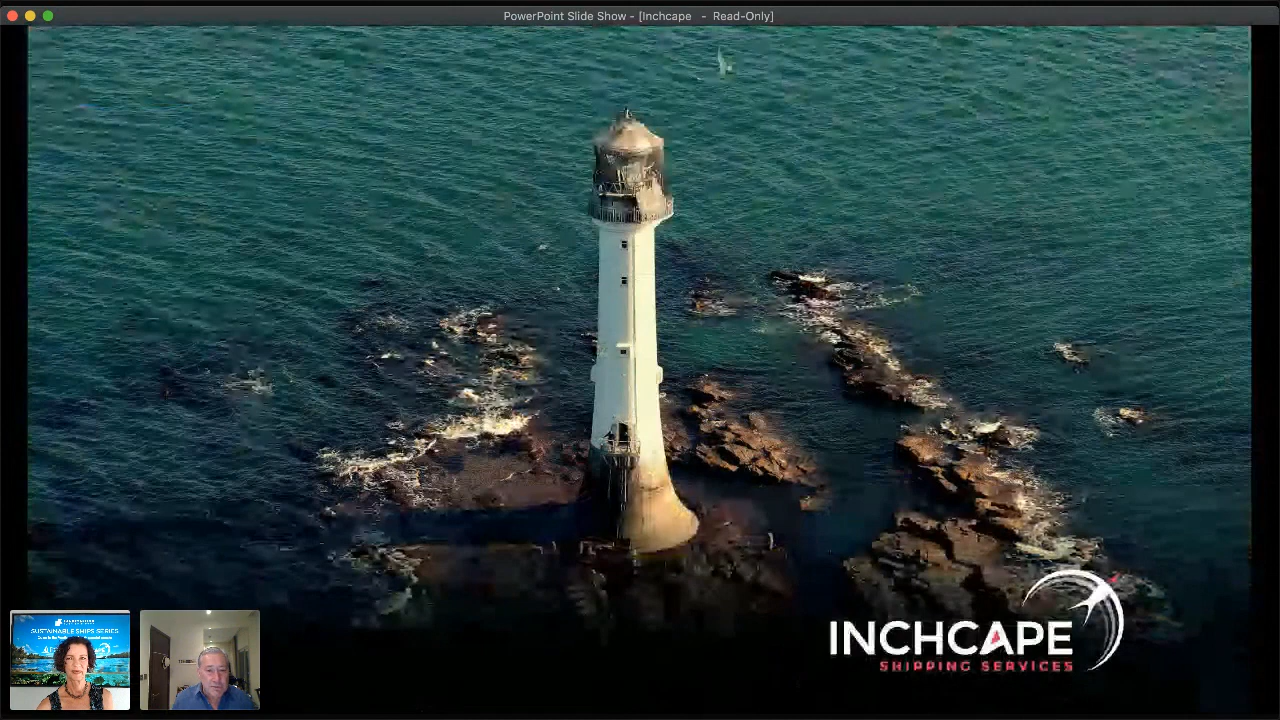 PowerPoint Slide Show - [Inchcape - Read-Only]
SUSTAINABLE SHIPS SERIES
INCHCAPE
SHIPPING SERVICES